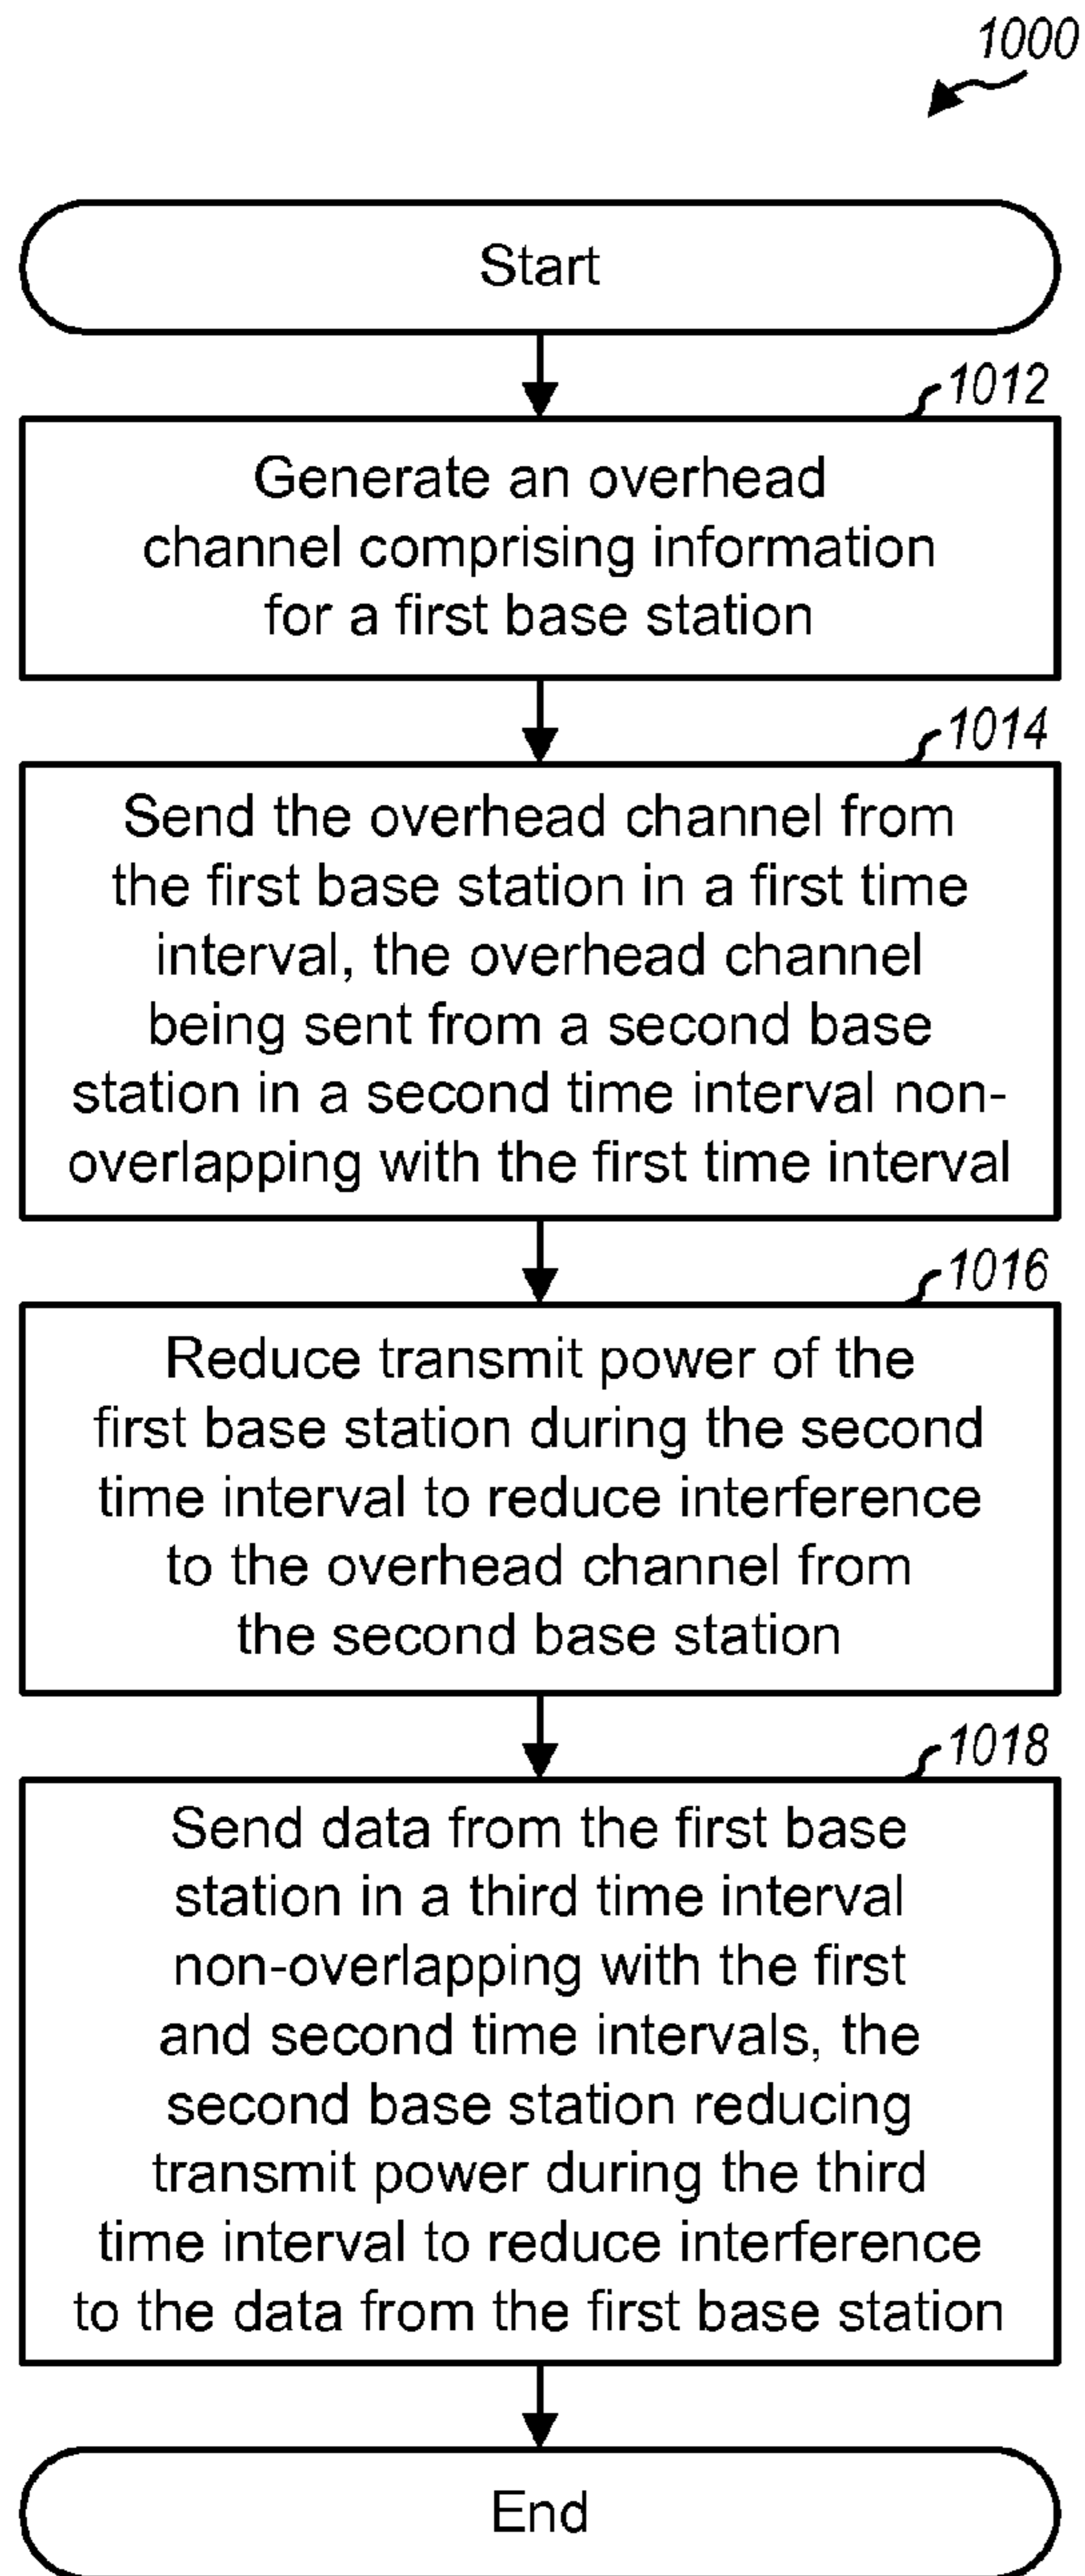 1000
Start
1012
Generate an overhead
channel comprising information
for a first base station
1014
Send the overhead channel from
the first base station in a first time
interval, the overhead channel
being sent from a second base
station in a second time interval non-
overlapping with the first time interval
1016
Reduce transmit power of the
first base station during the second
time interval to reduce interference
to the overhead channel from
the second base station
1018
Send data from the first base
station in a third time interval
non-overlapping with the first
and second time intervals, the
second base station reducing
transmit power during the third
time interval to reduce interference
to the data from the first base station
End